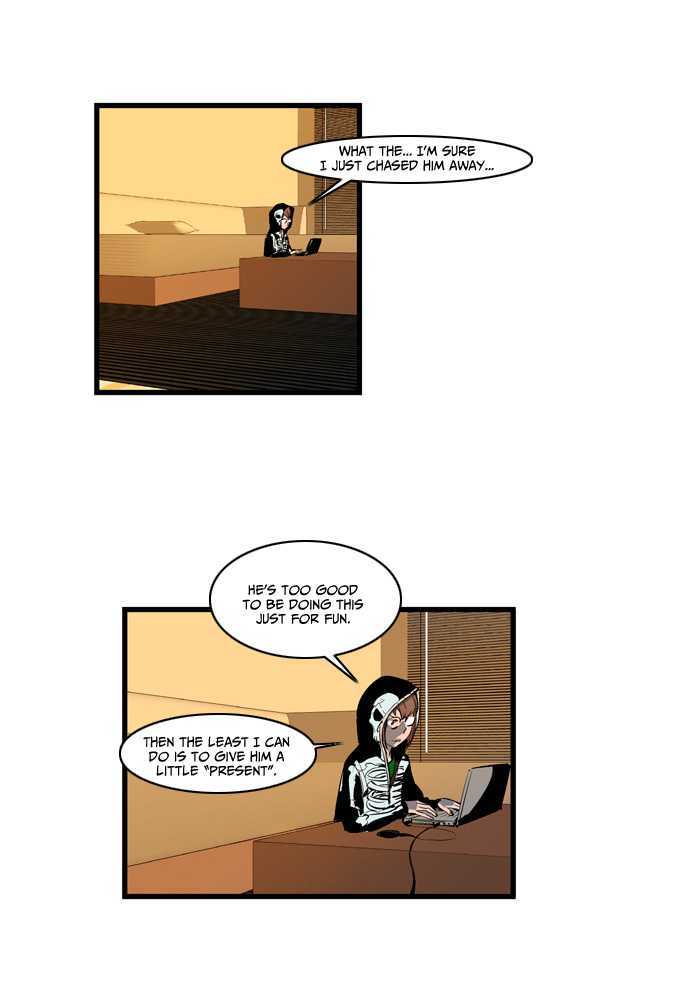 WHAT THE... I'M SURE
I JUST CHASED HIM AWAY...
HE'S TOO GOOD
TO BE DOING THIS
JUST FOR FUN.
THEN THE LEAST I CAN
DO IS TO GIVE HIM A
LITTLE "PRESENT".